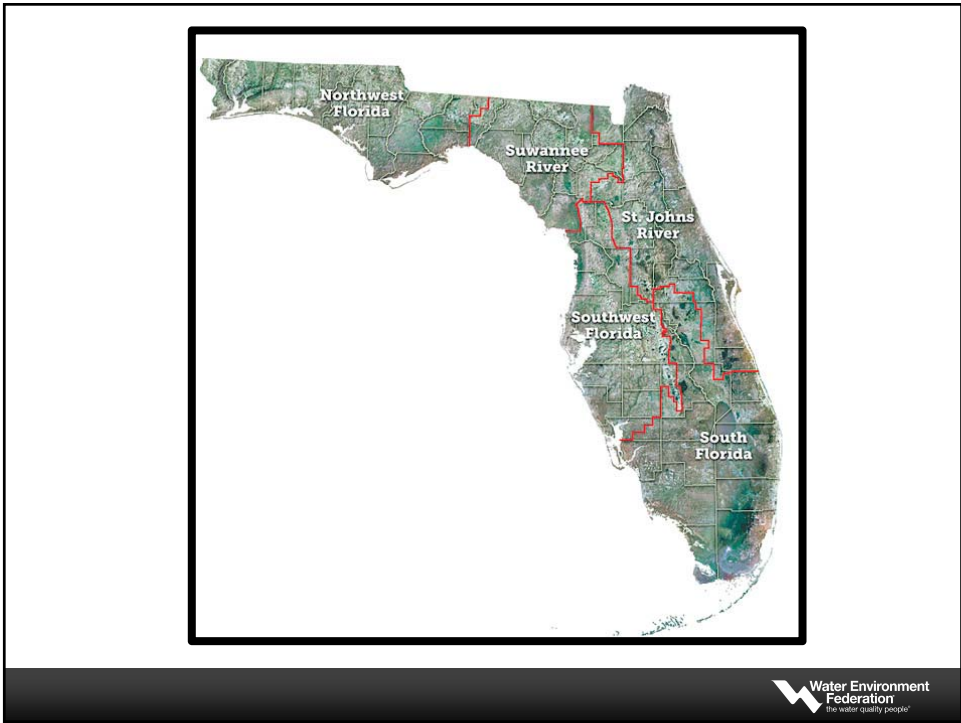 Northwest
Florida
Suwannee
River
St. Johns
River
Southwest
Florida
South
Florida
Water Environment
Federation
the water quality people®